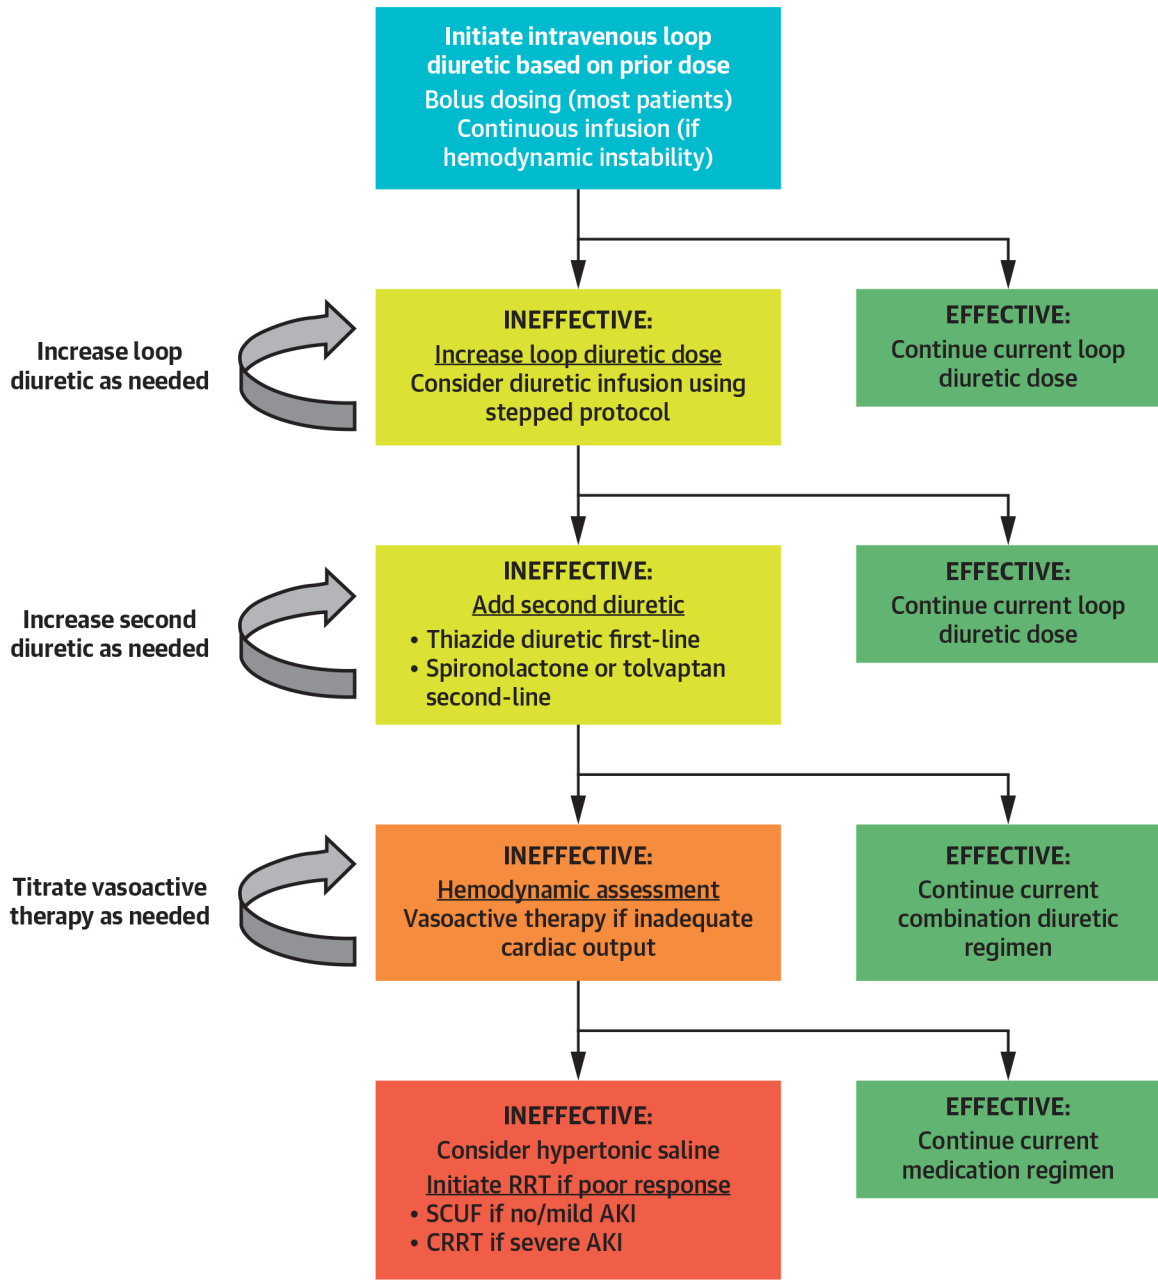 Initiate intravenous loop
diuretic based on prior dose
Bolus dosing (most patients)
Continuous infusion (if
hemodynamic instability)
Increase loop
diuretic as needed
INEFFECTIVE:
Increase loop diuretic dose
Consider diuretic infusion using
stepped protocol
EFFECTIVE:
Continue current loop
diuretic dose
Increase second
diuretic as needed
INEFFECTIVE:
Add second diuretic
• Thiazide diuretic first-line
• Spironolactone or tolvaptan
second-line
EFFECTIVE:
Continue current loop
diuretic dose
Titrate vasoactive
therapy as needed
INEFFECTIVE:
Hemodynamic assessment
Vasoactive therapy if inadequate
cardiac output
EFFECTIVE:
Continue current
combination diuretic
regimen
INEFFECTIVE:
Consider hypertonic saline
Initiate RRT if poor response
• SCUF if no/mild AKI
• CRRT if severe AKI
EFFECTIVE:
Continue current
medication regimen